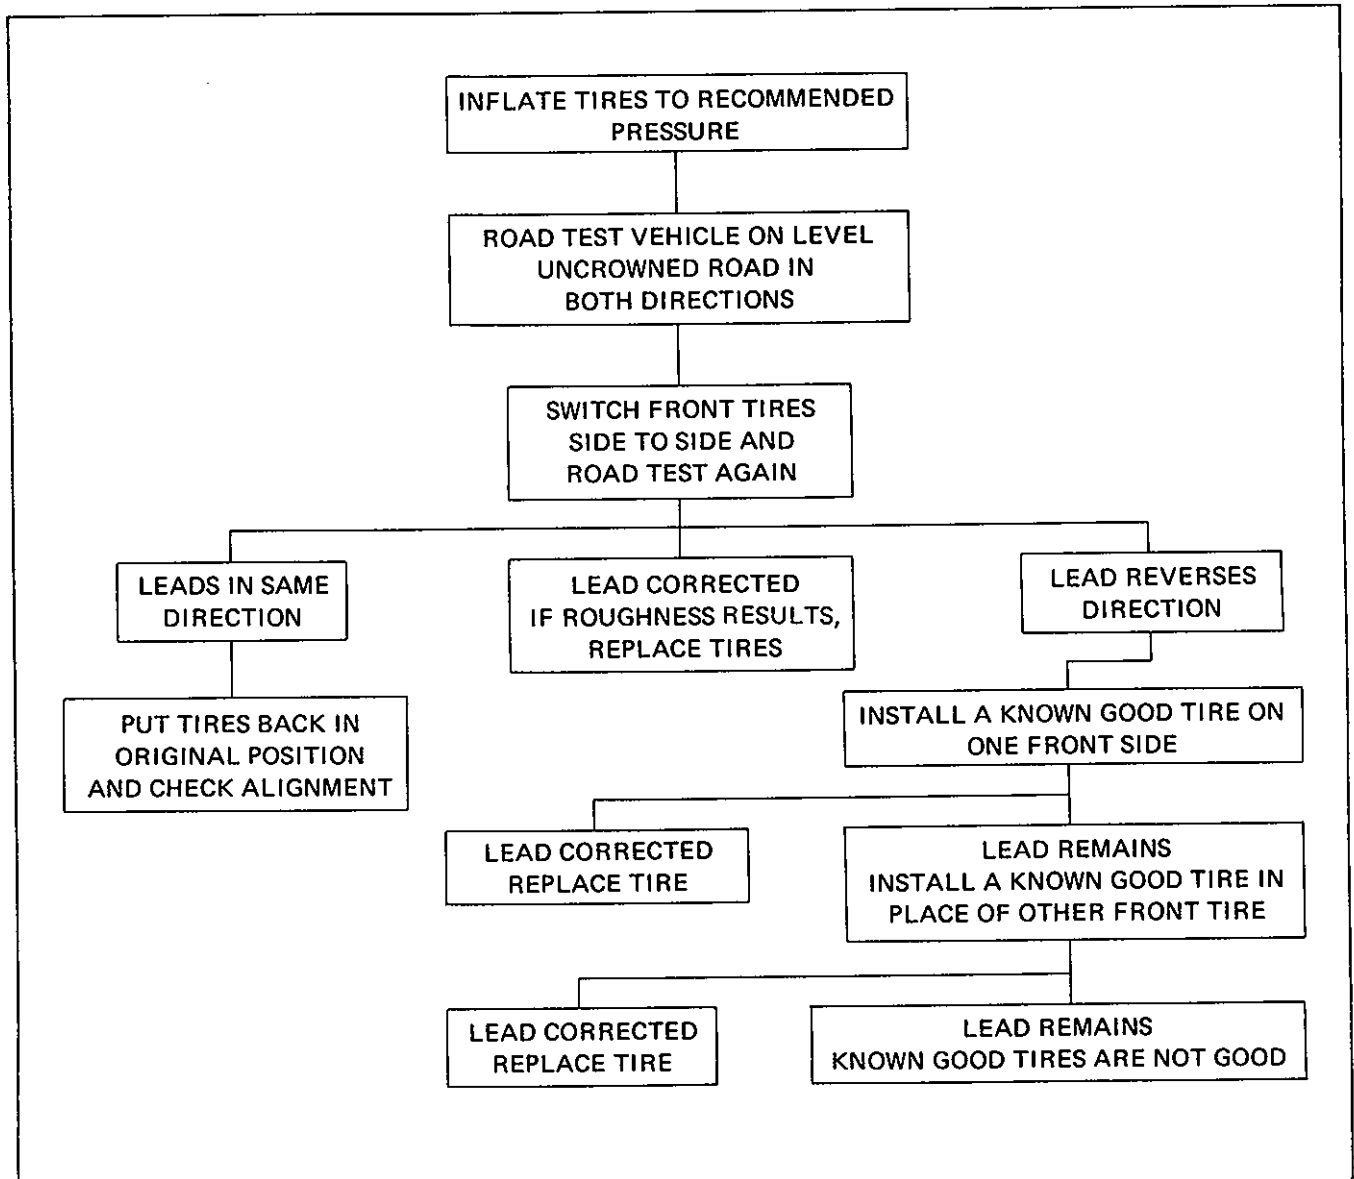 INFLATE TIRES TO RECOMMENDED
PRESSURE
ROAD TEST VEHICLE ON LEVEL
UNCROWNED ROAD IN
BOTH DIRECTIONS
SWITCH FRONT TIRES
SIDE TO SIDE AND
ROAD TEST AGAIN
LEADS IN SAME
DIRECTION
LEAD CORRECTED
IF ROUGHNESS RESULTS,
REPLACE TIRES
LEAD REVERSES
DIRECTION
PUT TIRES BACK IN
ORIGINAL POSITION
AND CHECK ALIGNMENT
INSTALL A KNOWN GOOD TIRE ON
ONE FRONT SIDE
LEAD CORRECTED
REPLACE TIRE
LEAD REMAINS
INSTALL A KNOWN GOOD TIRE IN
PLACE OF OTHER FRONT TIRE
LEAD CORRECTED
REPLACE TIRE
LEAD REMAINS
KNOWN GOOD TIRES ARE NOT GOOD